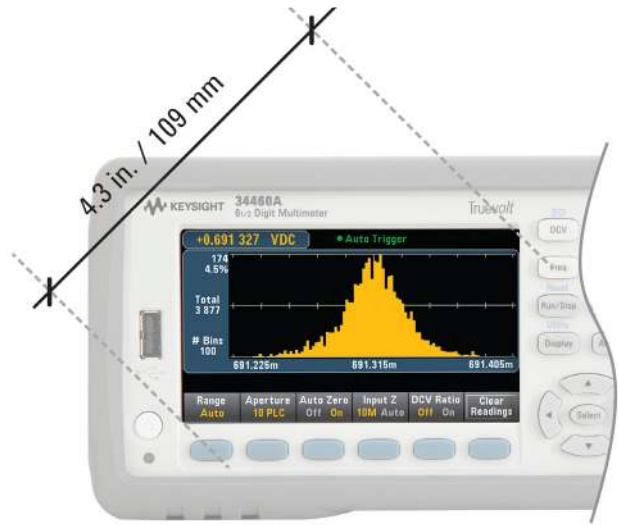 4.3 in. / 109 mm
KEYSIGHT 34460A
6½ Digit Multimeter
Truevolt
+0.691 327 VDC
Auto Trigger
174
4.5%
Total
3 877
# Bins
100
691.225m 691.315m 691.405m
Range Aperture Auto Zero Input Z DCV Ratio Clear
Auto 10 PLC Off On 10M Auto Off On Readings
DCV
Freq
Run/Stop
Display
Select